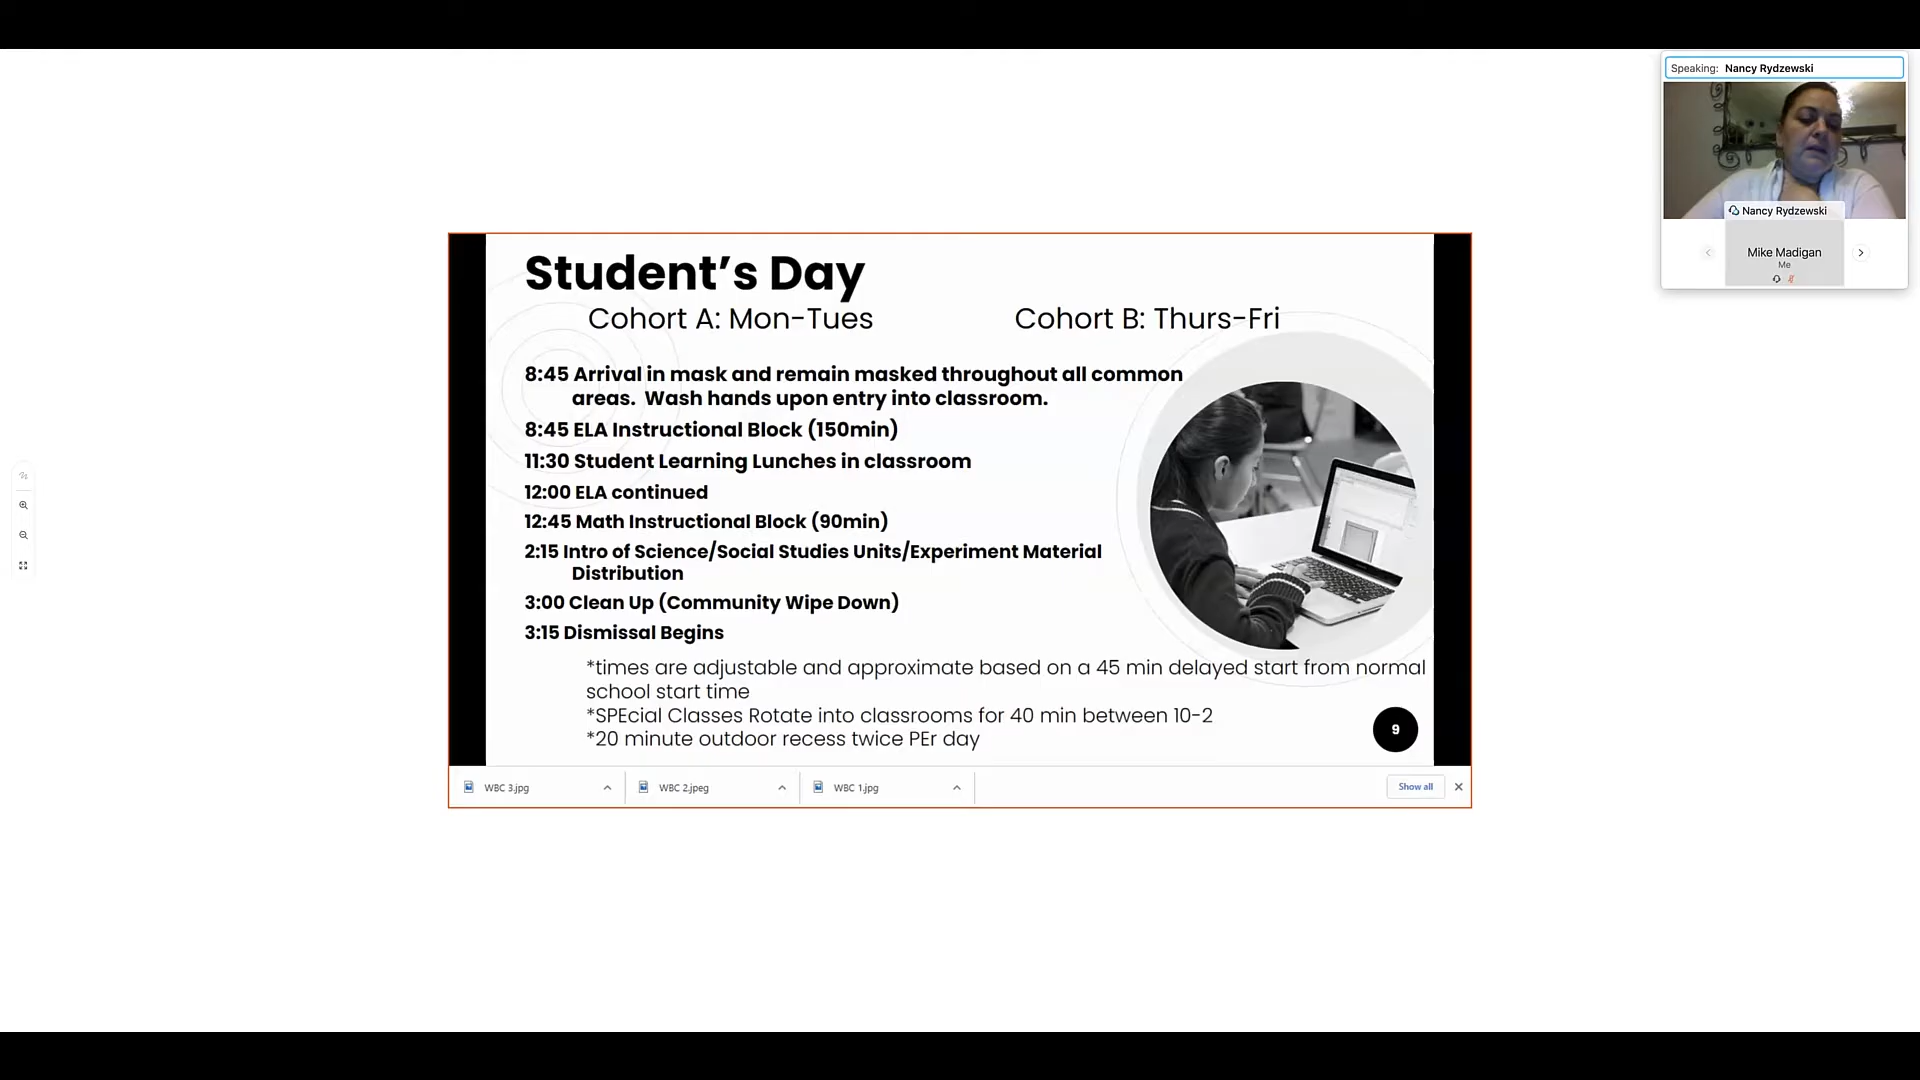 Speaking: Nancy Rydzewski
Nancy Rydzewski
Mike Madigan
Me
Student's Day
Cohort A: Mon-Tues Cohort B: Thurs-Fri
8:45 Arrival in mask and remain masked throughout all common
areas. Wash hands upon entry into classroom.
8:45 ELA Instructional Block (150min)
11:30 Student Learning Lunches in classroom
12:00 ELA continued
12:45 Math Instructional Block (90min)
2:15 Intro of Science/Social Studies Units/Experiment Material
Distribution
3:00 Clean Up (Community Wipe Down)
3:15 Dismissal Begins
*times are adjustable and approximate based on a 45 min delayed start from normal
school start time
*SPEcial Classes Rotate into classrooms for 40 min between 10-2
*20 minute outdoor recess twice PEr day
9
WBC 3.jpg WBC 2.jpeg WBC 1.jpg Show all